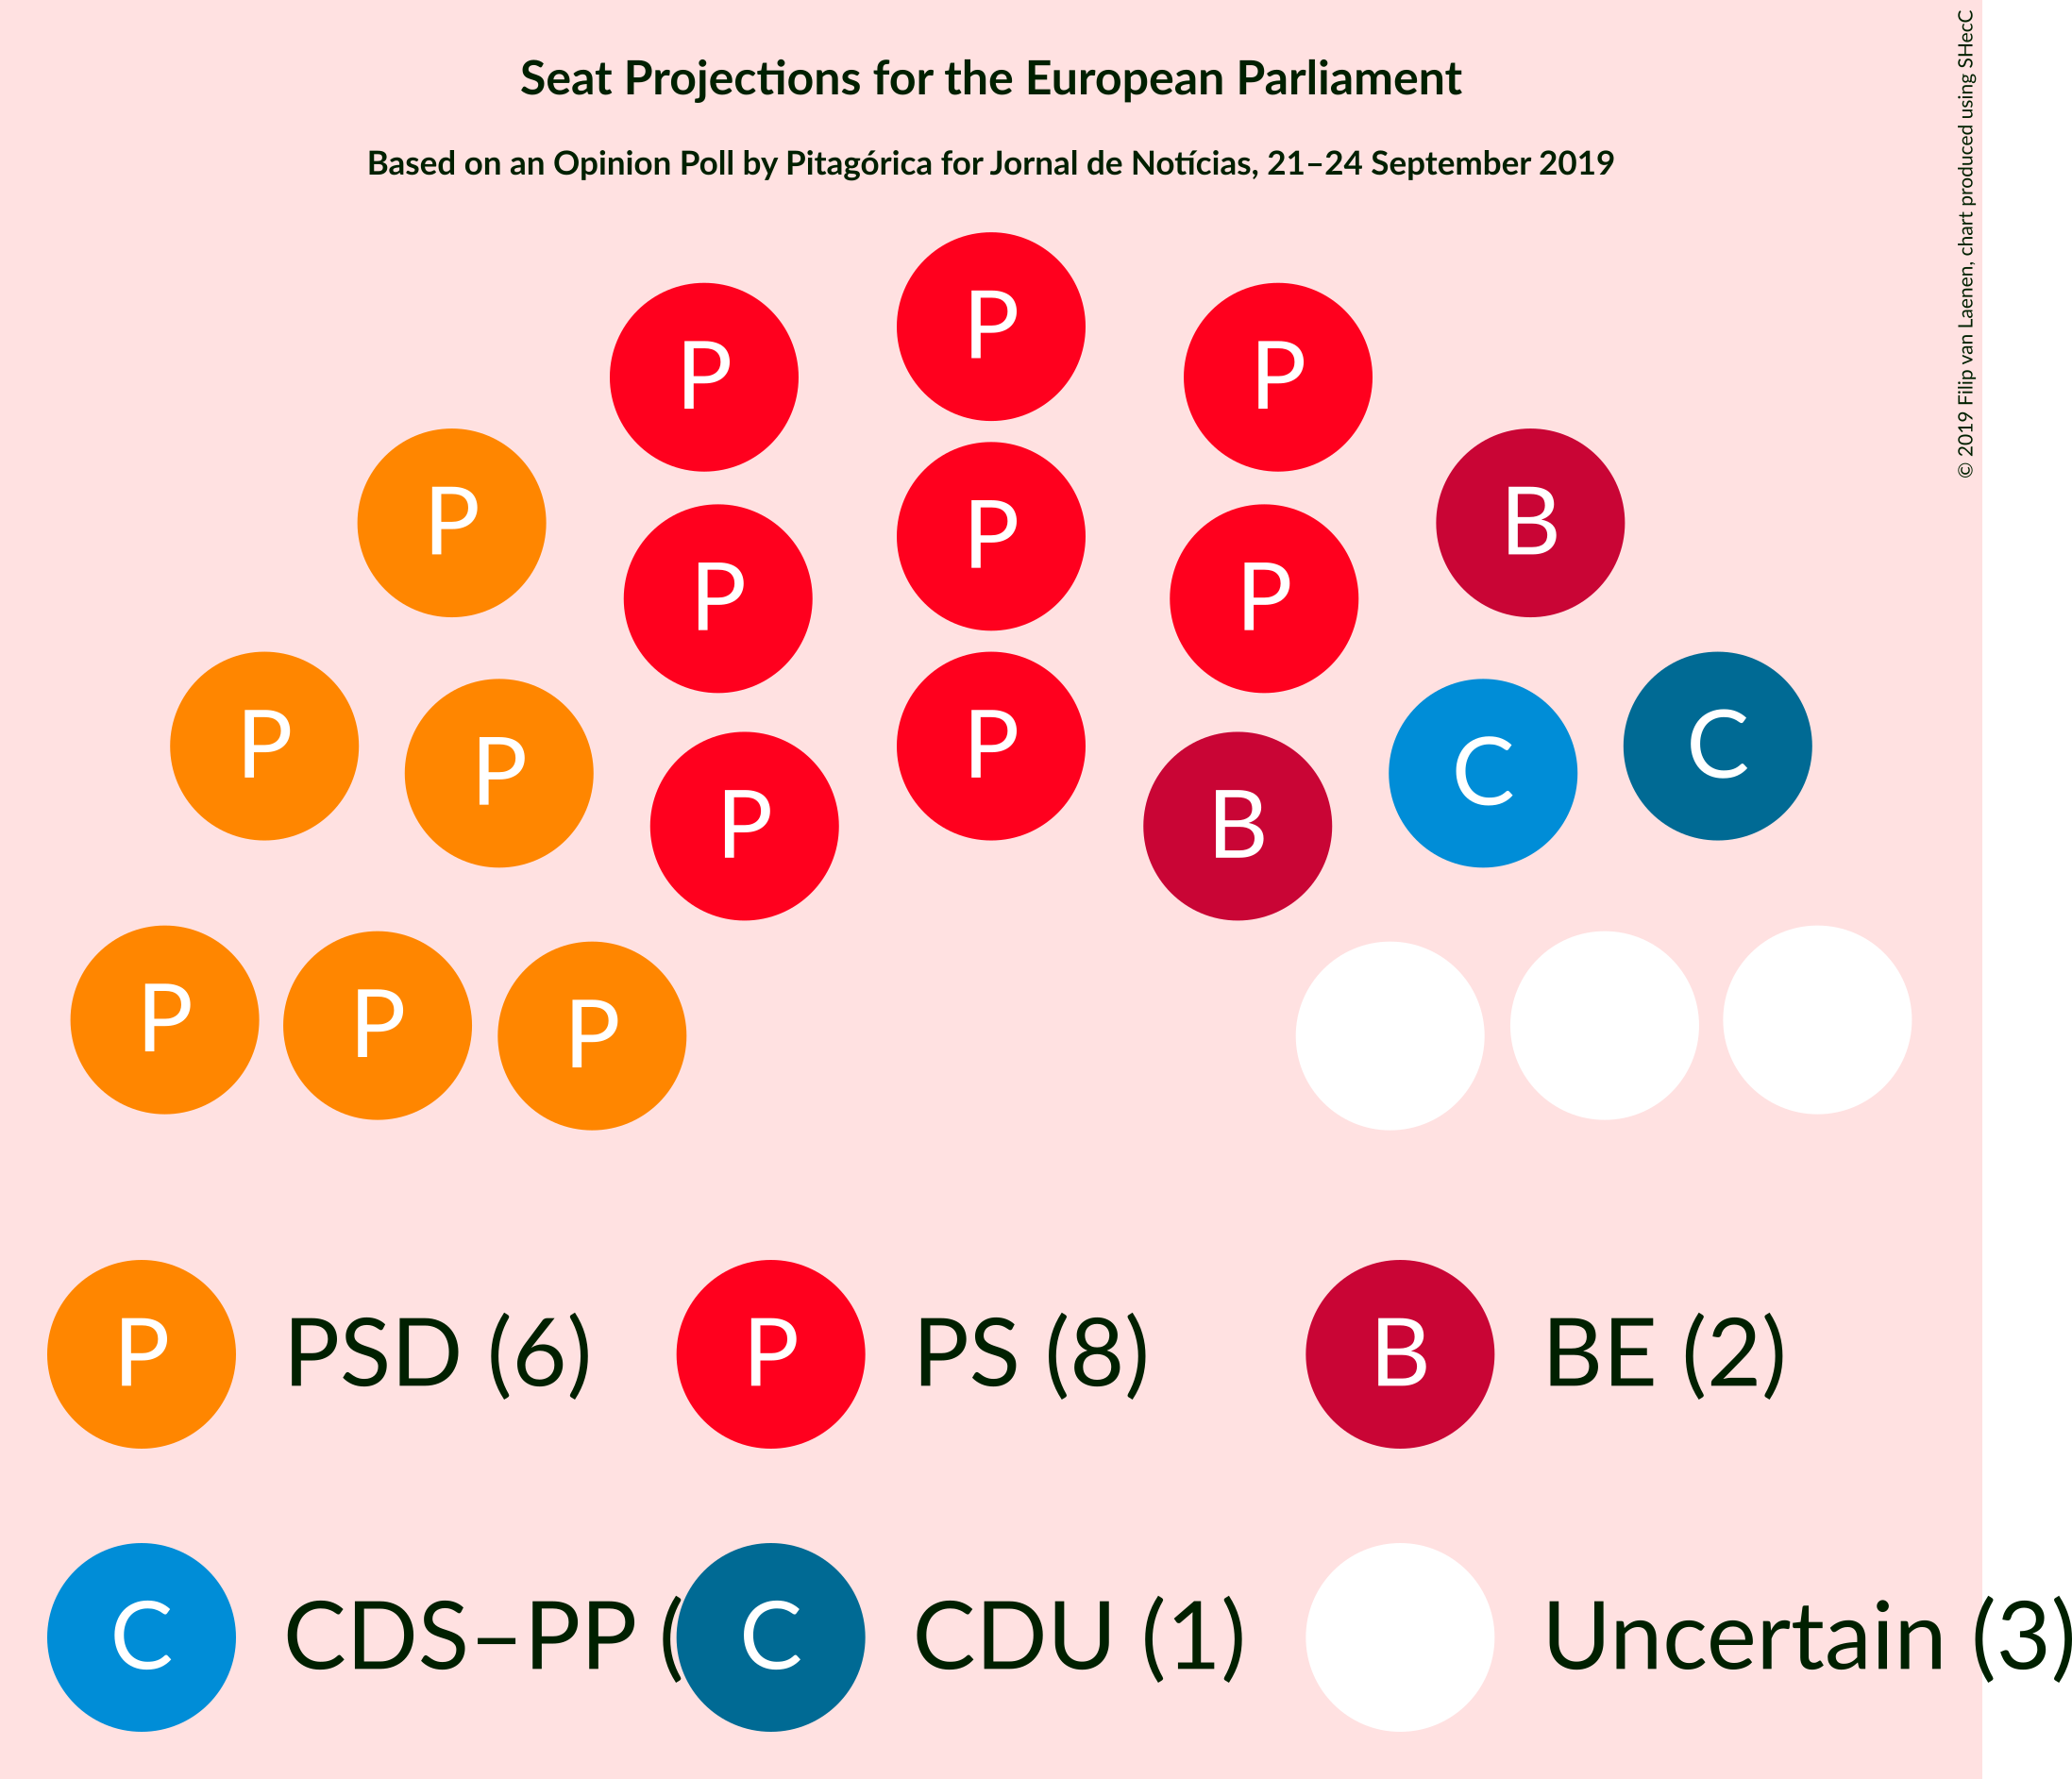 Seat Projections for the European Parliament
Based on an Opinion Poll by Pitagórica for Jornal de Notícias, 21–24 September 2019
© 2019 Filip van Laenen, chart produced using SHecC
P
P
P
P
P
P
P
B
P
P
P
C
C
P
P
B
P
P
P
P PSD (6)
P PS (8)
B BE (2)
C CDS–PP (
C CDU (1)
Uncertain (3)